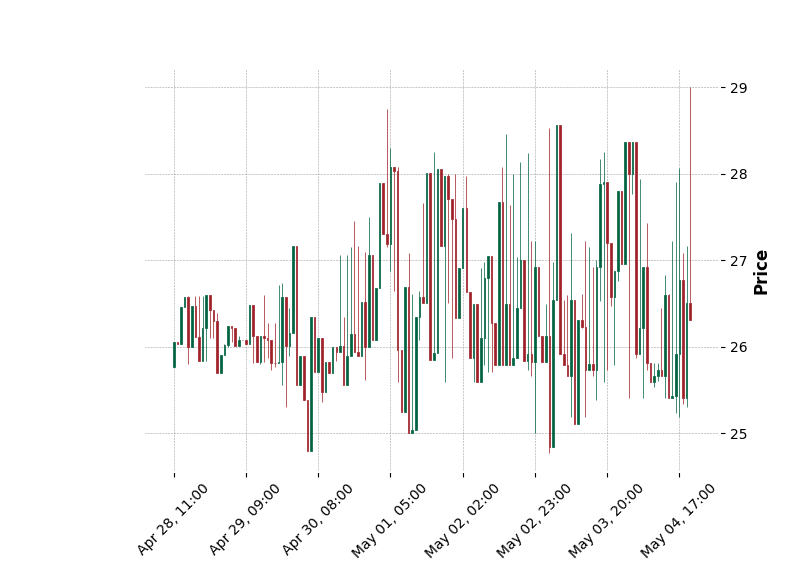 29
28
27
26
25
Price
Apr 28, 11:00
Apr 29, 09:00
Apr 30, 08:00
May 01, 05:00
May 02, 02:00
May 02, 23:00
May 03, 20:00
May 04, 17:00